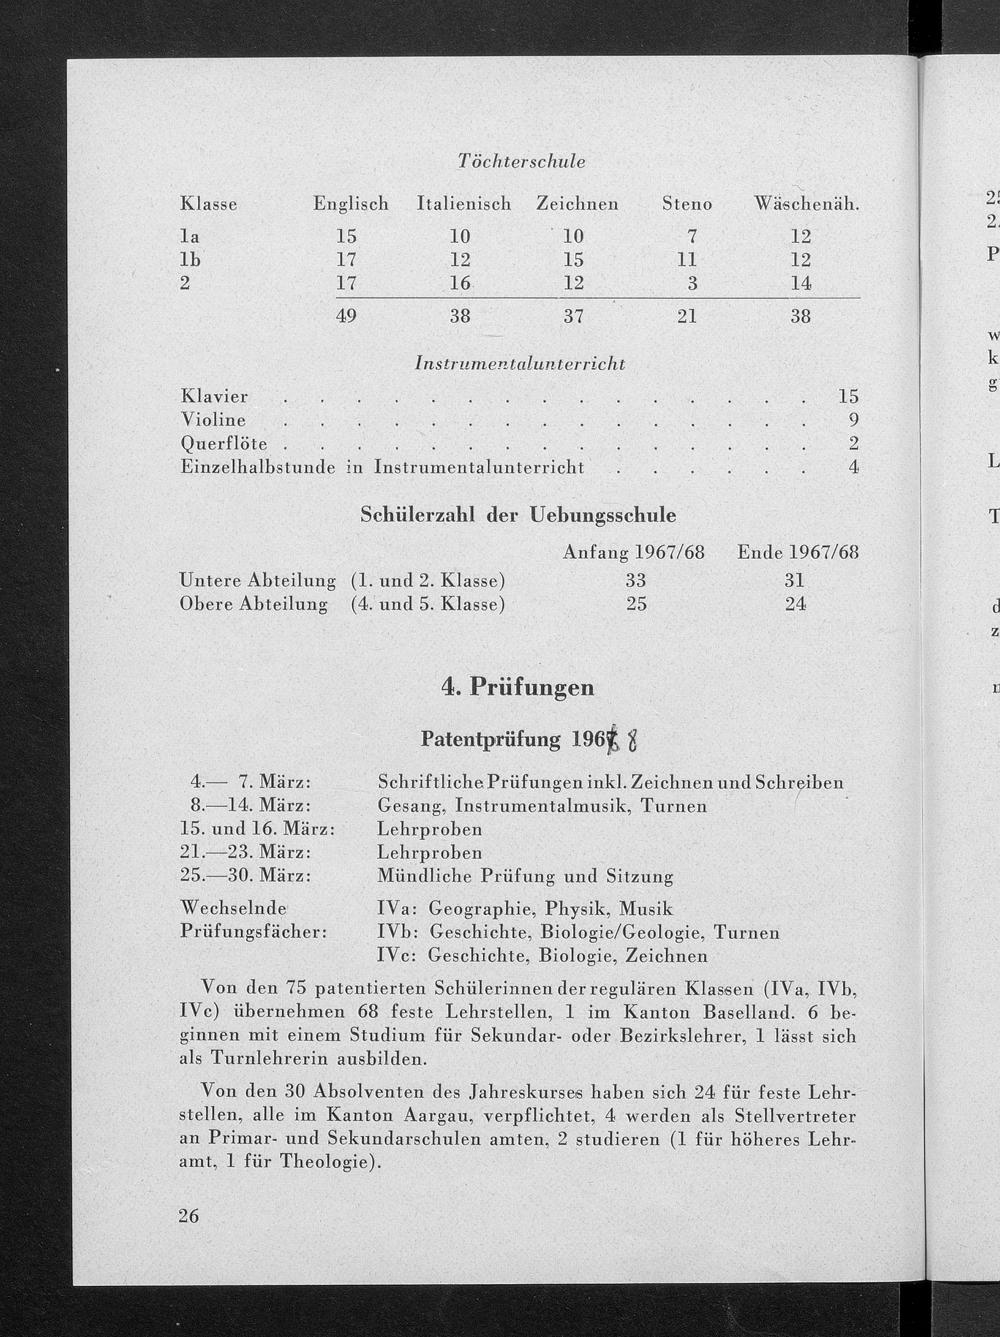 Töchterschule
Klasse Englisch Italienisch Zeichnen Steno Wäschenäh.
1a 15 10 10 7 12
1b 17 12 15 11 12
2 17 16 12 3 14
49 38 37 21 38
Instrumentalunterricht
Klavier . . . . . . . . . . . . . . . 15
Violine . . . . . . . . . . . . . . . 9
Querflöte . . . . . . . . . . . . . . . 2
Einzelhalbstunde in Instrumentalunterricht . . . . . . 4
Schülerzahl der Uebungsschule
Anfang 1967/68 Ende 1967/68
Untere Abteilung (1. und 2. Klasse) 33 31
Obere Abteilung (4. und 5. Klasse) 25 24
4. Prüfungen
Patentprüfung 1967 8
4.— 7. März: Schriftliche Prüfungen inkl. Zeichnen und Schreiben
8.—14. März: Gesang, Instrumentalmusik, Turnen
15. und 16. März: Lehrproben
21.—23. März: Lehrproben
25.—30. März: Mündliche Prüfung und Sitzung
Wechselnde IVa: Geographie, Physik, Musik
Prüfungsfächer: IVb: Geschichte, Biologie/Geologie, Turnen
IVc: Geschichte, Biologie, Zeichnen
Von den 75 patentierten Schülerinnen der regulären Klassen (IVa, IVb,
IVc) übernehmen 68 feste Lehrstellen, 1 im Kanton Baselland. 6 be-
ginnen mit einem Studium für Sekundar- oder Bezirkslehrer, 1 lässt sich
als Turnlehrerin ausbilden.
Von den 30 Absolventen des Jahreskurses haben sich 24 für feste Lehr-
stellen, alle im Kanton Aargau, verpflichtet, 4 werden als Stellvertreter
an Primar- und Sekundarschulen amten, 2 studieren (1 für höheres Lehr-
amt, 1 für Theologie).
26